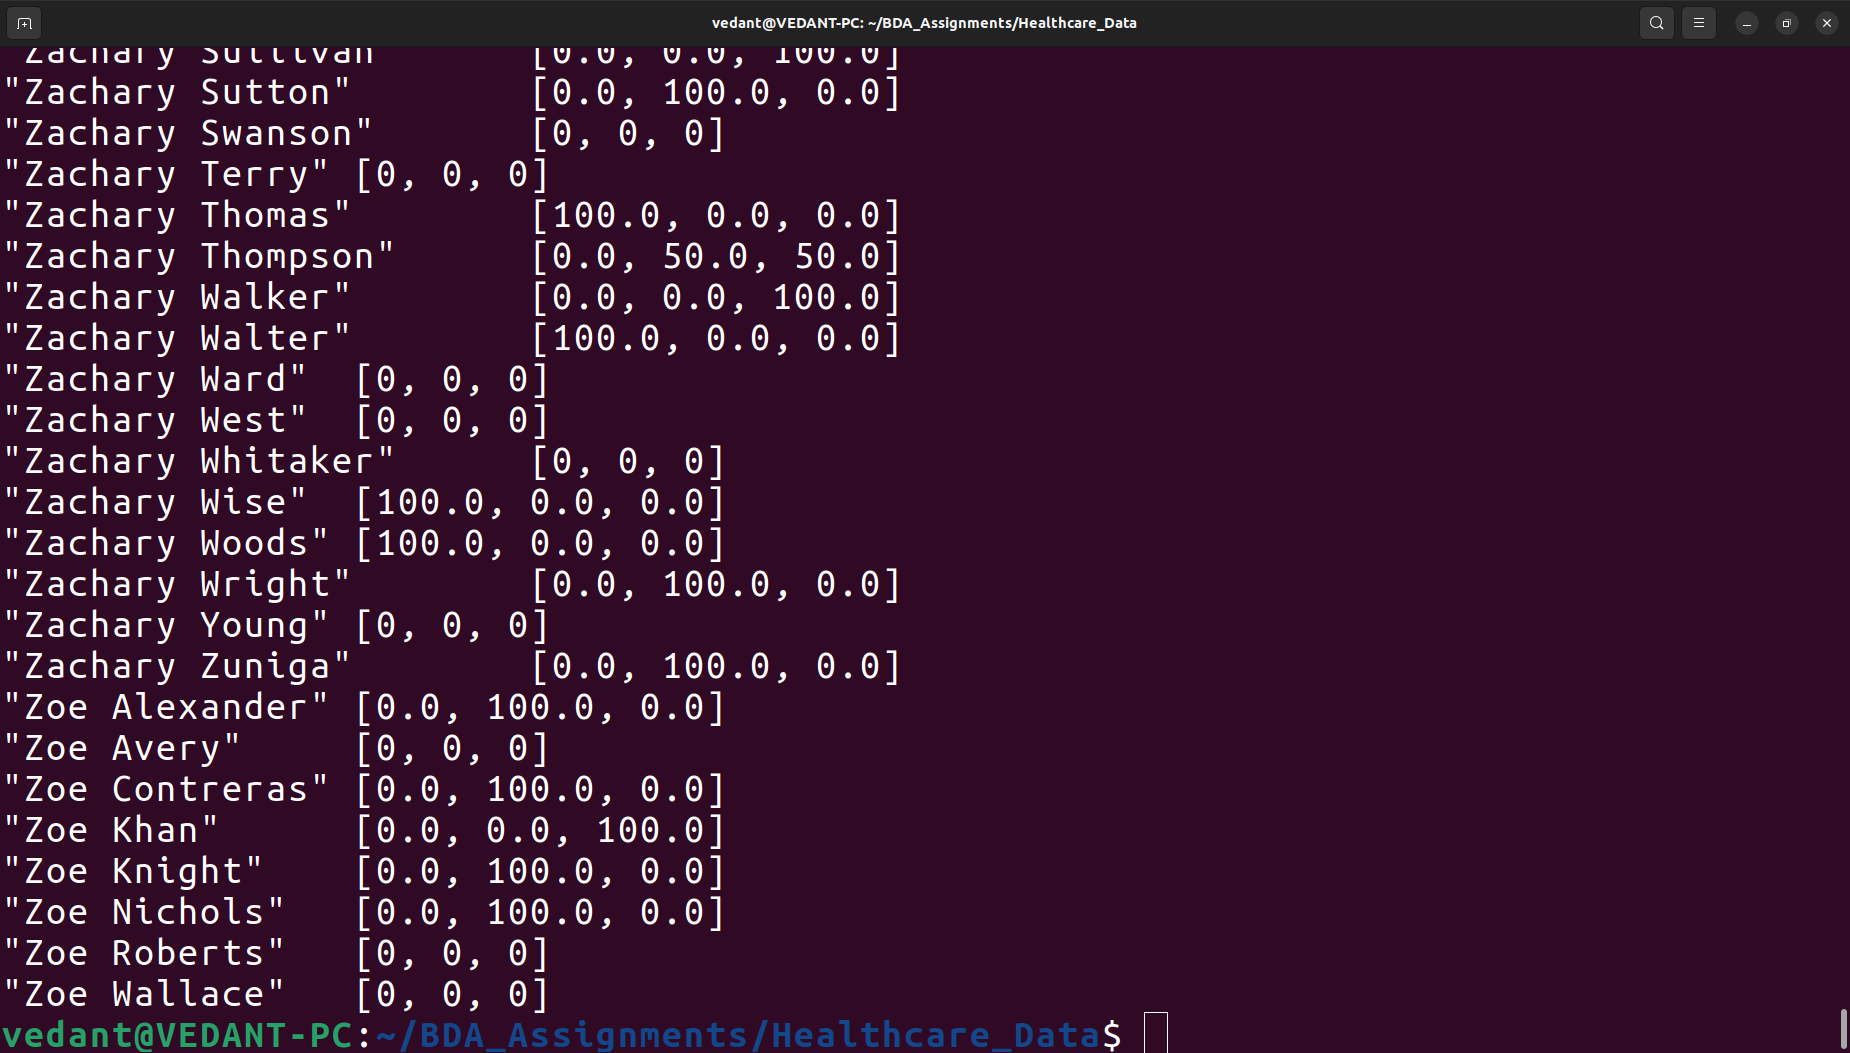 vedant@VEDANT-PC: ~/BDA_Assignments/Healthcare_Data
"Zachary Sullivan" [0.0, 0.0, 100.0]
"Zachary Sutton" [0.0, 100.0, 0.0]
"Zachary Swanson" [0, 0, 0]
"Zachary Terry" [0, 0, 0]
"Zachary Thomas" [100.0, 0.0, 0.0]
"Zachary Thompson" [0.0, 50.0, 50.0]
"Zachary Walker" [0.0, 0.0, 100.0]
"Zachary Walter" [100.0, 0.0, 0.0]
"Zachary Ward" [0, 0, 0]
"Zachary West" [0, 0, 0]
"Zachary Whitaker" [0, 0, 0]
"Zachary Wise" [100.0, 0.0, 0.0]
"Zachary Woods" [100.0, 0.0, 0.0]
"Zachary Wright" [0.0, 100.0, 0.0]
"Zachary Young" [0, 0, 0]
"Zachary Zuniga" [0.0, 100.0, 0.0]
"Zoe Alexander" [0.0, 100.0, 0.0]
"Zoe Avery" [0, 0, 0]
"Zoe Contreras" [0.0, 100.0, 0.0]
"Zoe Khan" [0.0, 0.0, 100.0]
"Zoe Knight" [0.0, 100.0, 0.0]
"Zoe Nichols" [0.0, 100.0, 0.0]
"Zoe Roberts" [0, 0, 0]
"Zoe Wallace" [0, 0, 0]
vedant@VEDANT-PC:~/BDA_Assignments/Healthcare_Data$